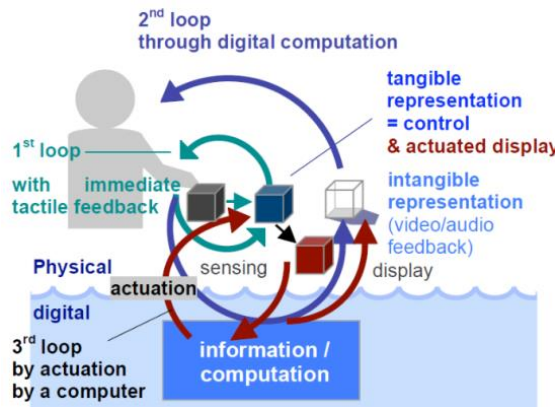 2nd loop
through digital computation
tangible
representation
= control
& actuated display
1st loop
with immediate
tactile feedback
intangible
representation
(video/audio
feedback)
sensing
display
Physical
actuation
digital
3rd loop
by actuation
by a computer
information /
computation